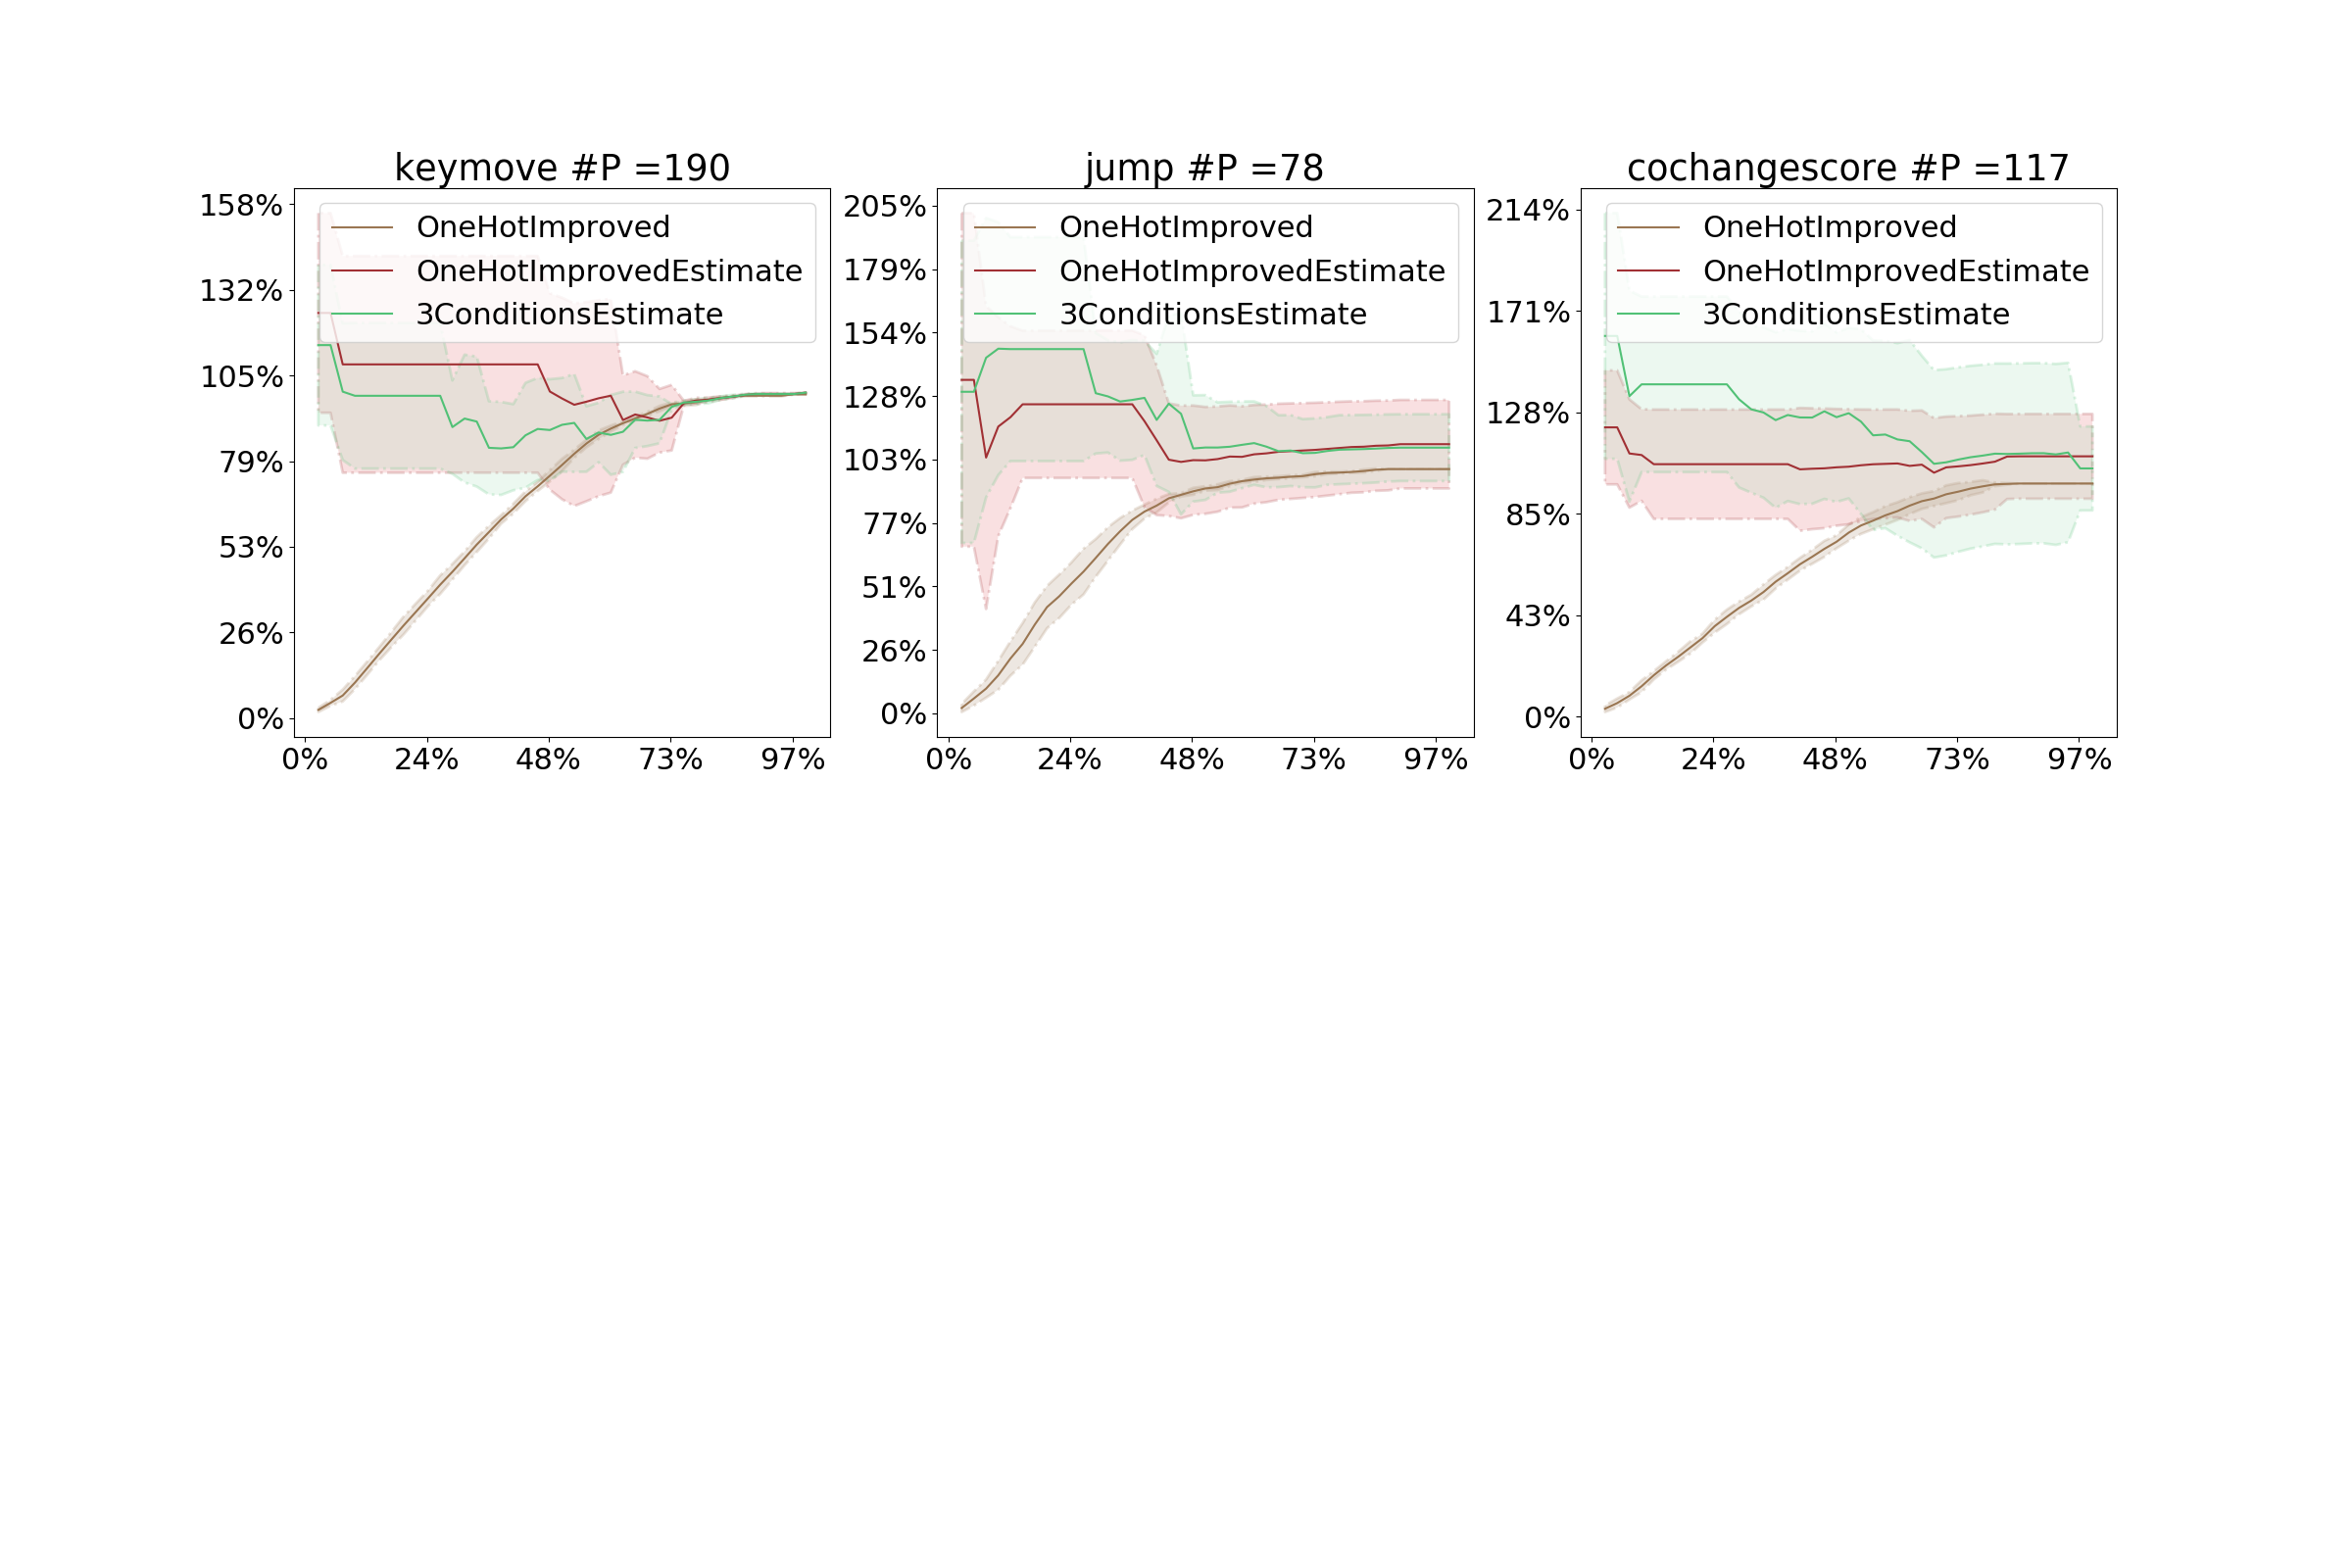 keymove #P =190
158%
132%
105%
79%
53%
26%
0%
OneHotImproved
OneHotImprovedEstimate
3ConditionsEstimate
0% 24% 48% 73% 97%
jump #P =78
205%
179%
154%
128%
103%
77%
51%
26%
0%
OneHotImproved
OneHotImprovedEstimate
3ConditionsEstimate
0% 24% 48% 73% 97%
cochangescore #P =117
214%
171%
128%
85%
43%
0%
OneHotImproved
OneHotImprovedEstimate
3ConditionsEstimate
0% 24% 48% 73% 97%